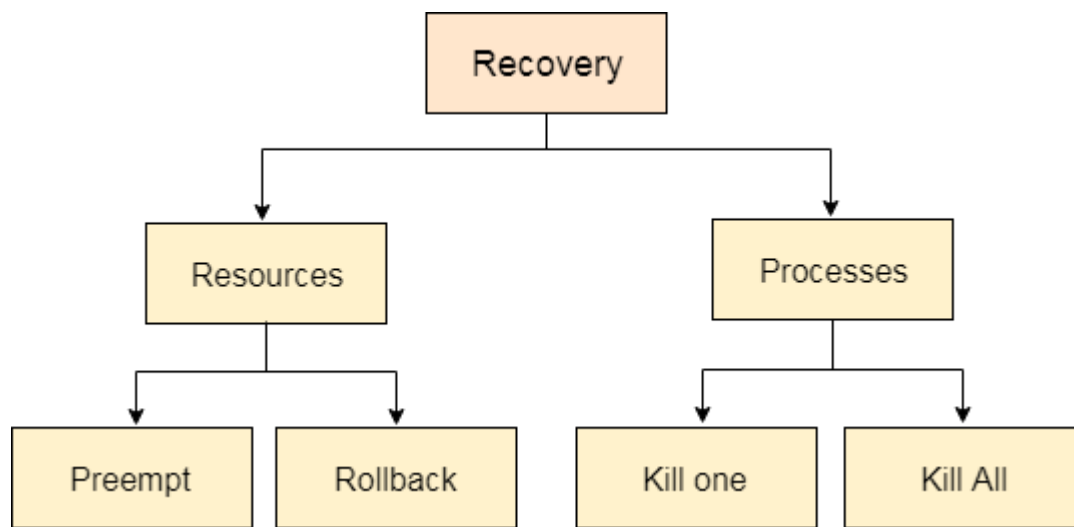 Recovery
Resources
Processes
Preempt
Rollback
Kill one
Kill All